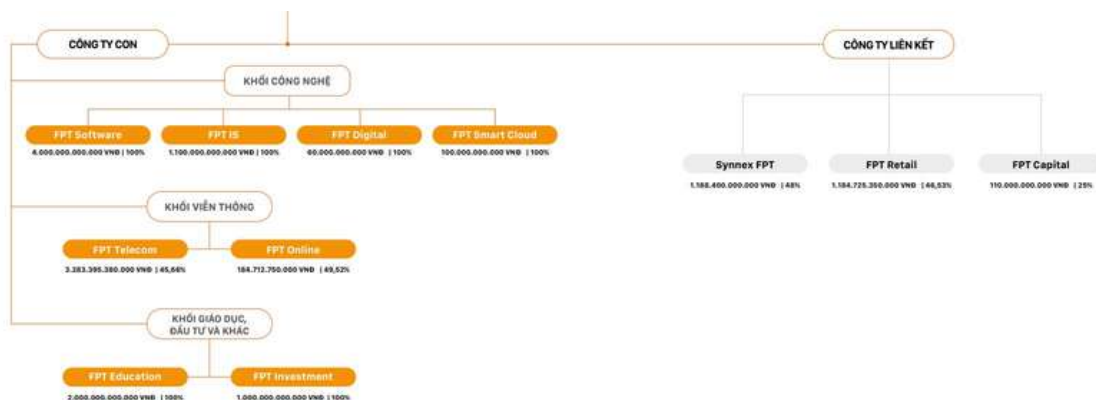 CÔNG TY CON
CÔNG TY LIÊN KẾT
KHỐI CÔNG NGHỆ
FPT Software
FPT IS
FPT Digital
FPT Smart Cloud
4.000.000.000.000 VNĐ | 100%
1.100.000.000.000 VNĐ | 100%
60.000.000.000 VNĐ | 100%
100.000.000.000 VNĐ | 100%
Synnex FPT
FPT Retail
FPT Capital
1.188.400.000.000 VNĐ | 48%
1.184.725.350.000 VNĐ | 46,53%
110.000.000.000 VNĐ | 25%
KHỐI VIỄN THÔNG
FPT Telecom
FPT Online
3.283.395.380.000 VNĐ | 45,66%
184.712.750.000 VNĐ | 49,52%
KHỐI GIÁO DỤC,
ĐẦU TƯ VÀ KHÁC
FPT Education
FPT Investment
2.000.000.000.000 VNĐ | 100%
1.000.000.000.000 VNĐ | 100%